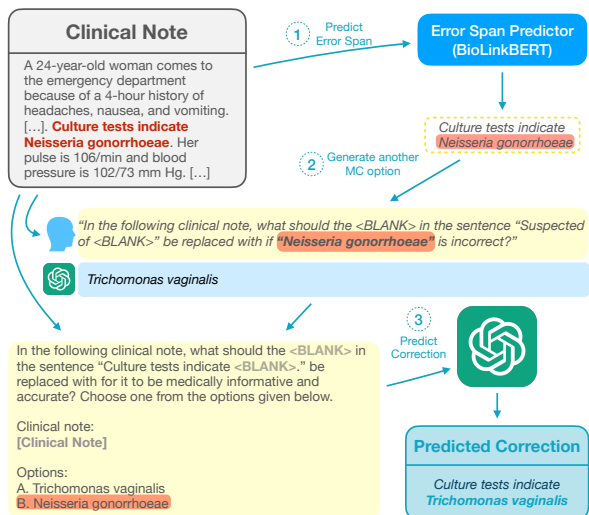 Clinical Note
A 24-year-old woman comes to
the emergency department
because of a 4-hour history of
headaches, nausea, and vomiting.
[…]. Culture tests indicate
Neisseria gonorrhoeae. Her
pulse is 106/min and blood
pressure is 102/73 mm Hg. […]
1
Predict
Error Span
Error Span Predictor
(BioLinkBERT)
Culture tests indicate
Neisseria gonorrhoeae
2
Generate another
MC option
“In the following clinical note, what should the <BLANK> in the sentence “Suspected
of <BLANK>” be replaced with if “Neisseria gonorrhoeae” is incorrect?”
Trichomonas vaginalis
3
Predict
Correction
In the following clinical note, what should the <BLANK> in
the sentence “Culture tests indicate <BLANK>.” be
replaced with for it to be medically informative and
accurate? Choose one from the options given below.
Clinical note:
[Clinical Note]
Options:
A. Trichomonas vaginalis
B. Neisseria gonorrhoeae
Predicted Correction
Culture tests indicate
Trichomonas vaginalis